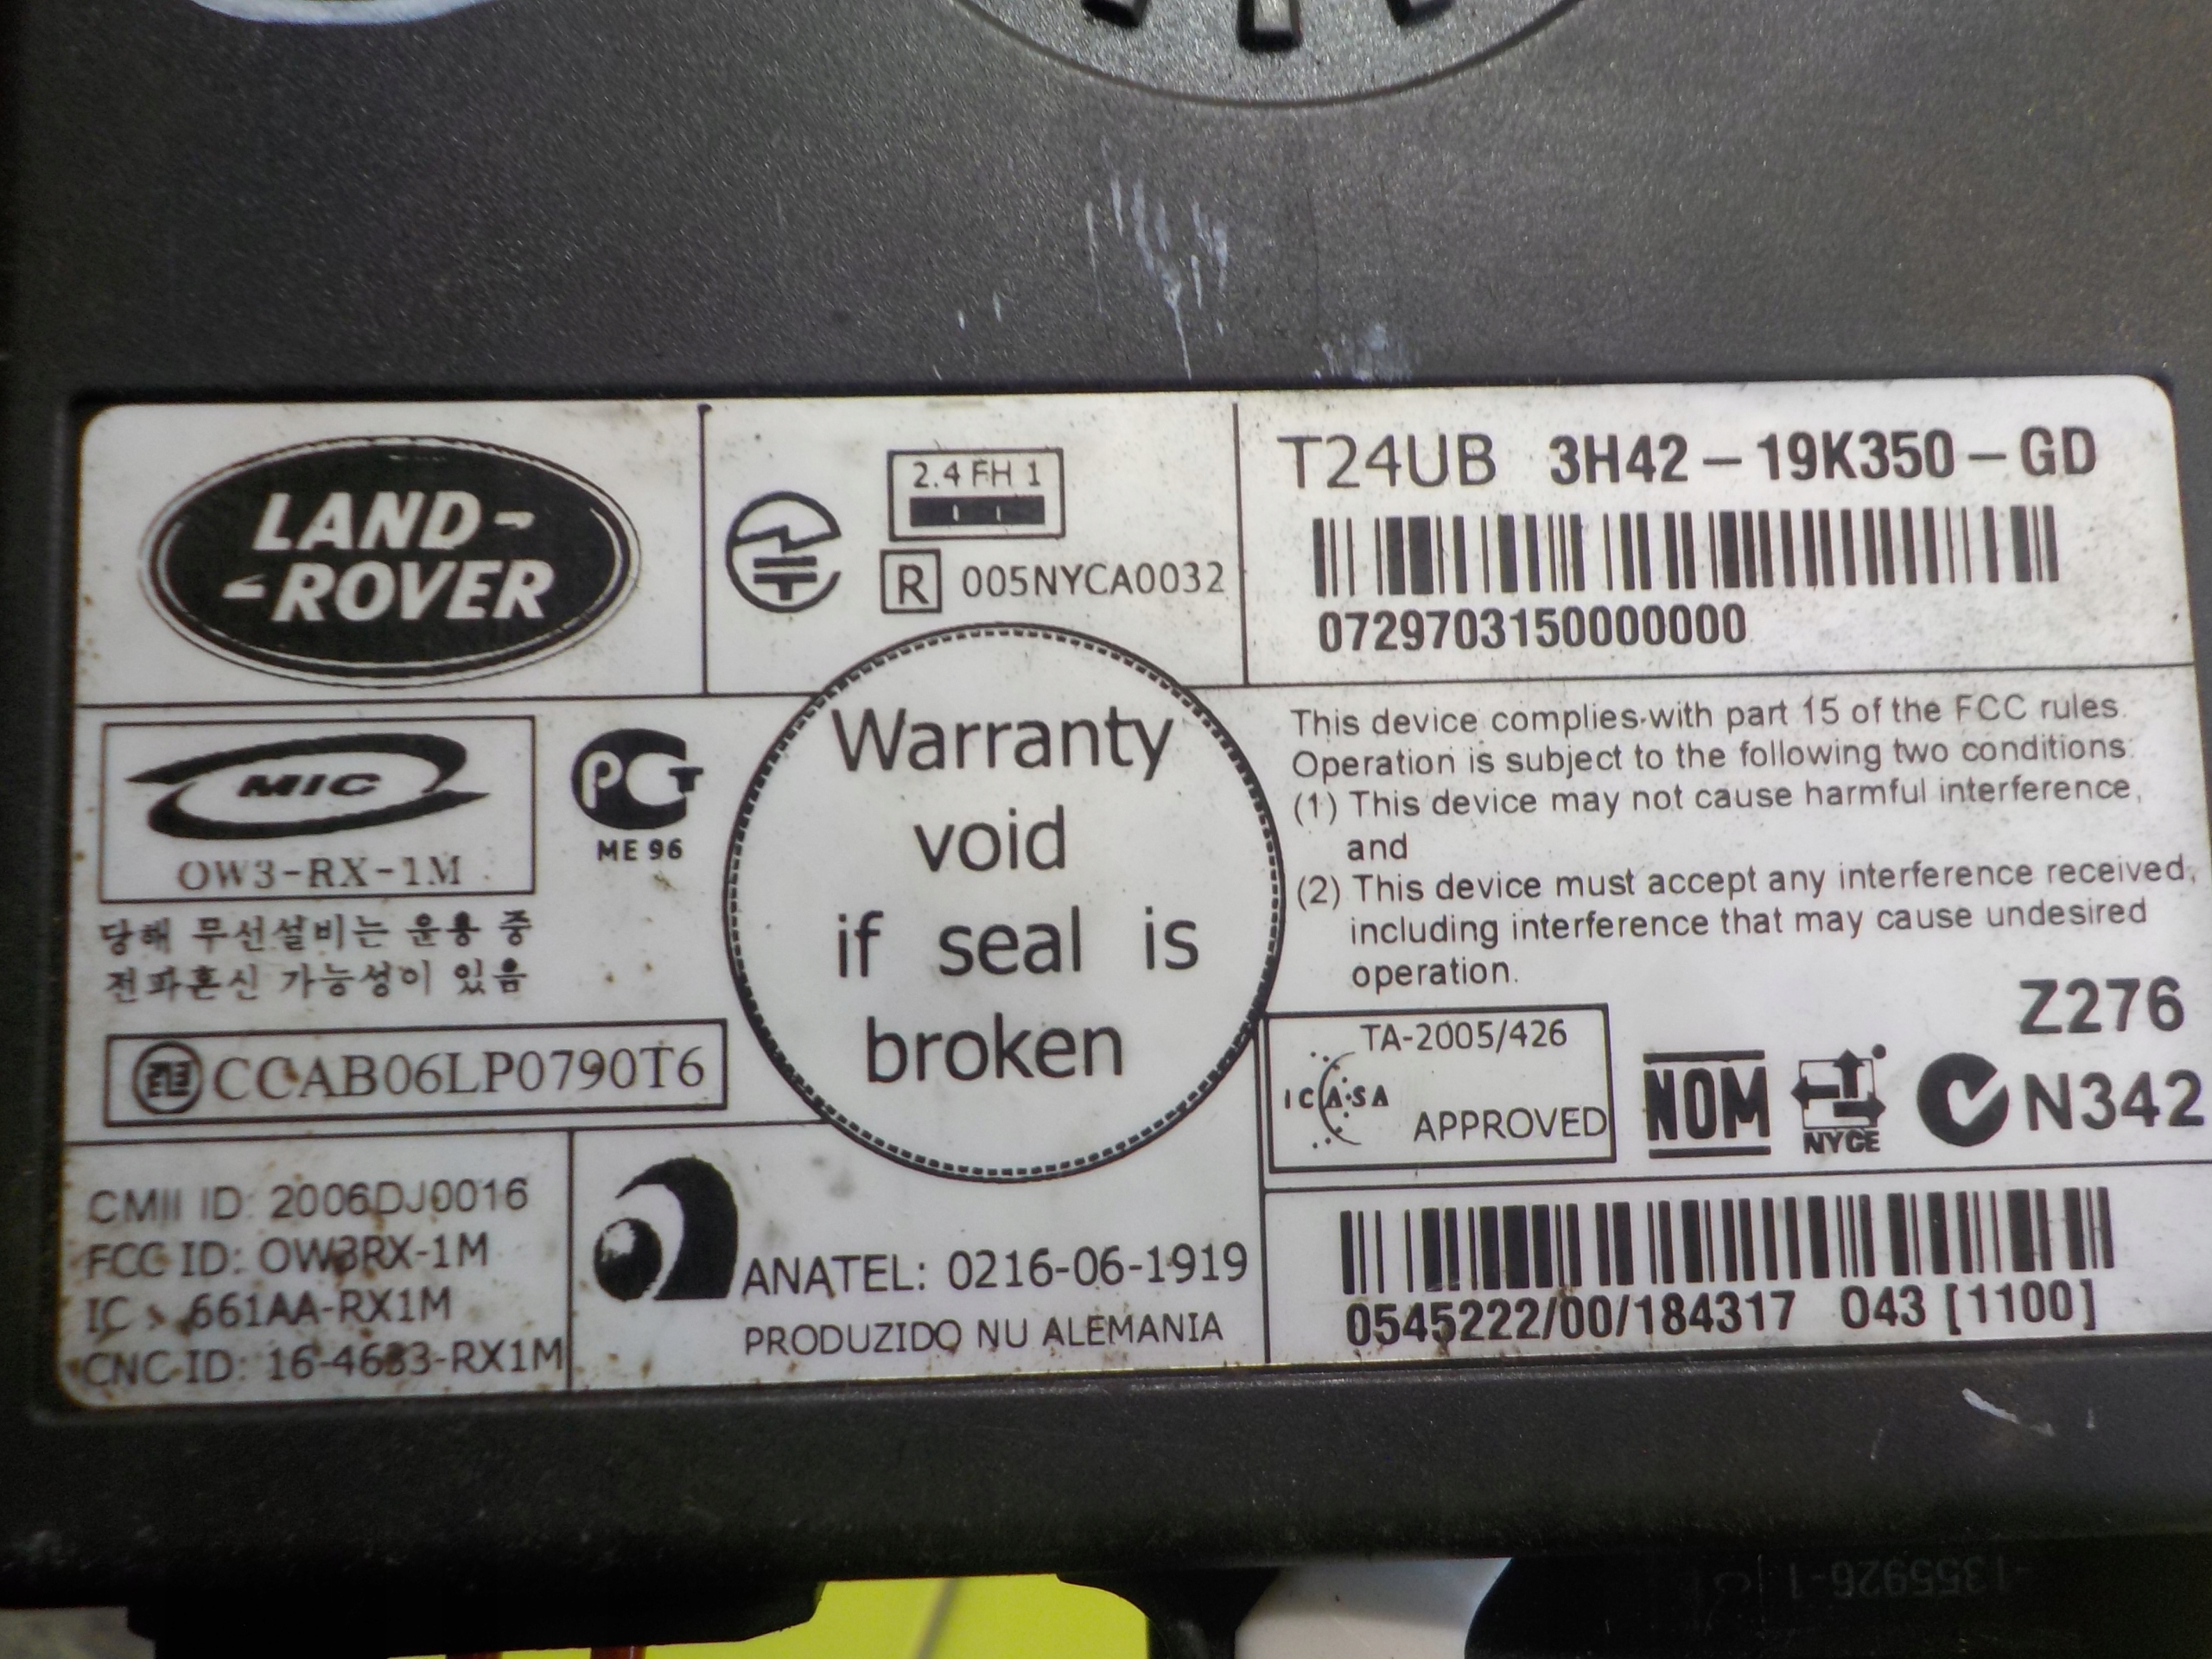 LAND-
-ROVER
2.4 FH 1
R 005NYCA0032
T24UB 3H42-19K350-GD
0729703150000000
MIC
OW3-RX-1M
당해 무선설비는 운용 중
전파혼신 가능성이 있음
PCT
ME 96
Warranty
void
if seal is
broken
This device complies with part 15 of the FCC rules.
Operation is subject to the following two conditions:
(1) This device may not cause harmful interference,
and
(2) This device must accept any interference received,
including interference that may cause undesired
operation.
CCAB06LP0790T6
TA-2005/426
ICASA
APPROVED
NOM
NYCE
Z276
N342
CMII ID: 2006DJ0016
FCC ID: OW3RX-1M
IC : 661AA-RX1M
CNC ID: 16-4633-RX1M
ANATEL: 0216-06-1919
PRODUZIDO NU ALEMANIA
0545222/00/184317 043 [1100]
1355926-1